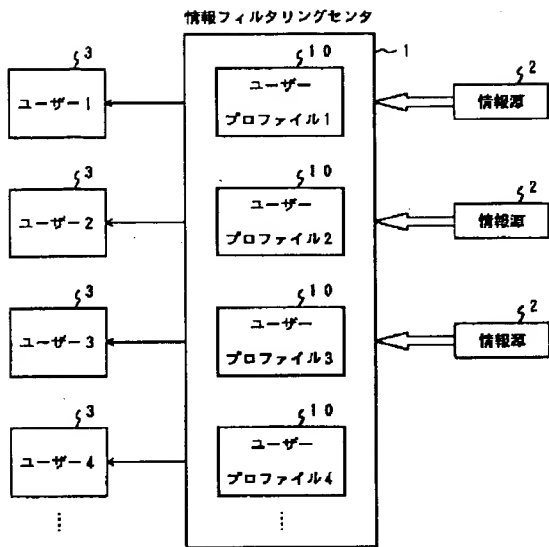 情報フィルタリングセンタ
1
3
ユーザー1
10
ユーザー
プロファイル1
2
情報源
3
ユーザー2
10
ユーザー
プロファイル2
2
情報源
3
ユーザー3
10
ユーザー
プロファイル3
2
情報源
3
ユーザー4
10
ユーザー
プロファイル4